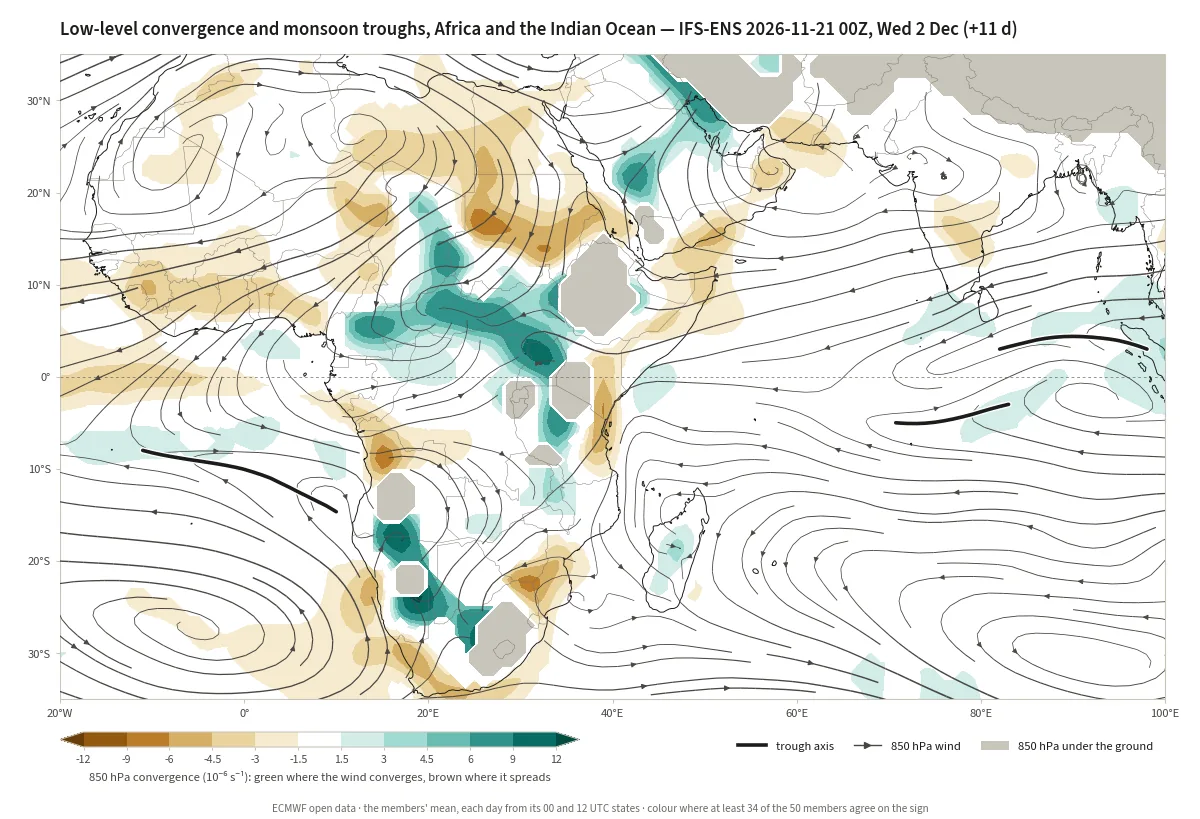 Low-level convergence and monsoon troughs, Africa and the Indian Ocean — IFS-ENS 2026-11-21 00Z, Wed 2 Dec (+11 d)
30°N
20°N
10°N
0°
10°S
20°S
30°S
20°W 0° 20°E 40°E 60°E 80°E 100°E
-12 -9 -6 -4.5 -3 -1.5 1.5 3 4.5 6 9 12
850 hPa convergence (10⁻⁶ s⁻¹): green where the wind converges, brown where it spreads
trough axis 850 hPa wind 850 hPa under the ground
ECMWF open data · the members' mean, each day from its 00 and 12 UTC states · colour where at least 34 of the 50 members agree on the sign